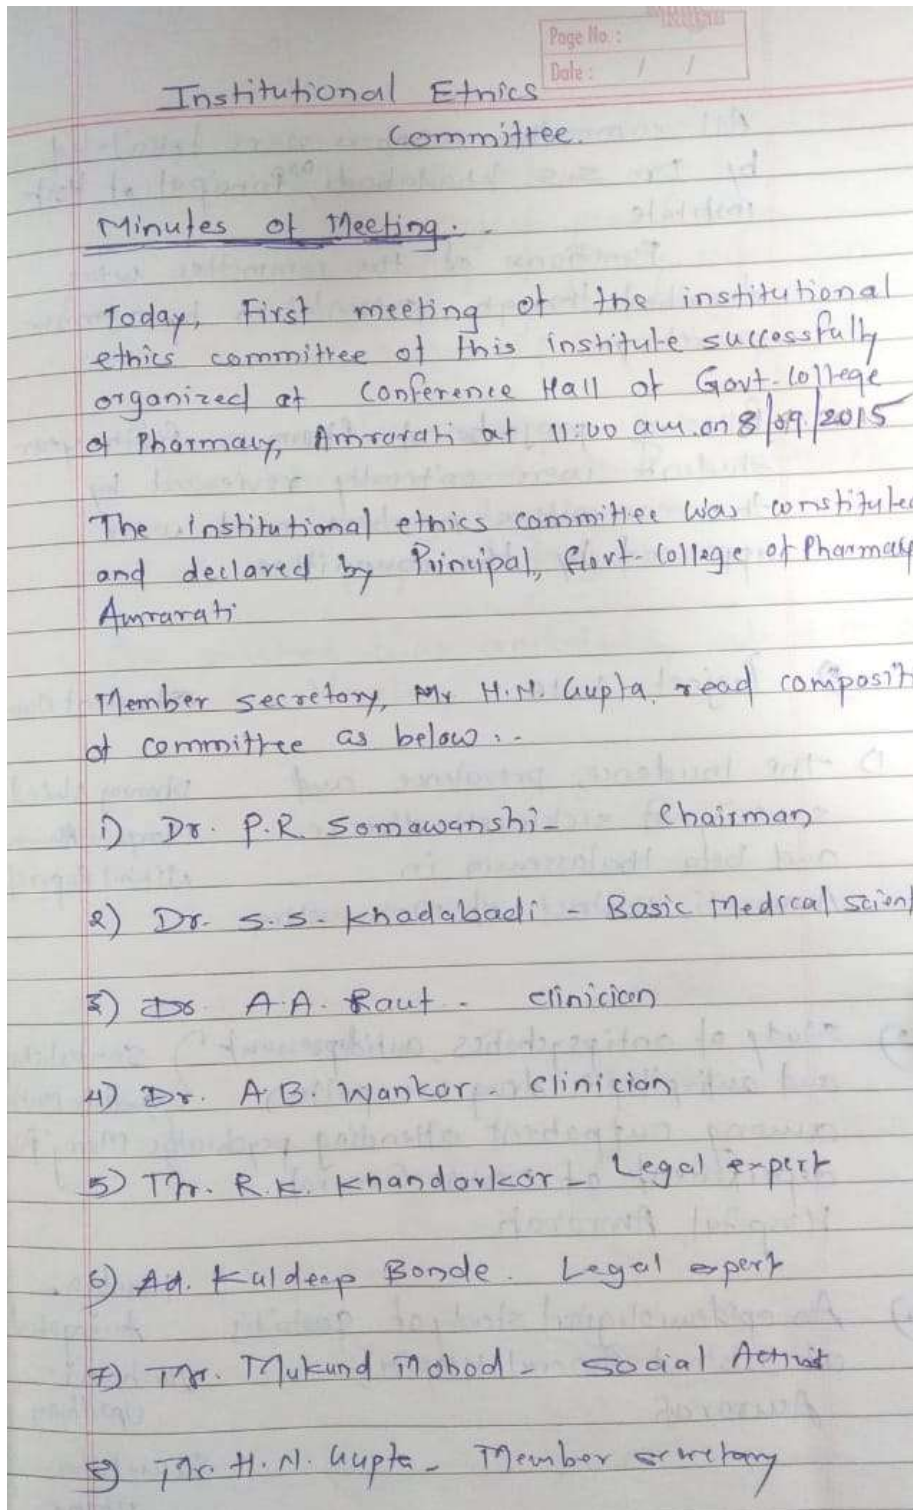 Page No. :
Date : / /
Institutional Ethics
Committee.
Minutes of Meeting. -
Today, First meeting of the institutional
ethics committee of this institute successfully
organized at Conference Hall of Govt. College
of Pharmacy, Amravati at 11:00 am. on 8/09/2015
The institutional ethics committee was constituted
and declared by Principal, Govt. College of Pharmacy
Amravati
Member secretary, Mr H.N. Gupta read composit
of committee as below :-
1) Dr. P.R. Somawanshi - Chairman
2) Dr. S.S. Khadabadi - Basic Medical Scient
3) Dr. A.A. Raut - Clinician
4) Dr. A.B. Wankar - Clinician
5) Mr. R.K. Khandarkar - Legal expert
6) Ad. Kuldeep Bonde. Legal expert
7) Mr. Mukund Mohod - Social Activist
8) Mr. H.N. Gupta - Member secretary